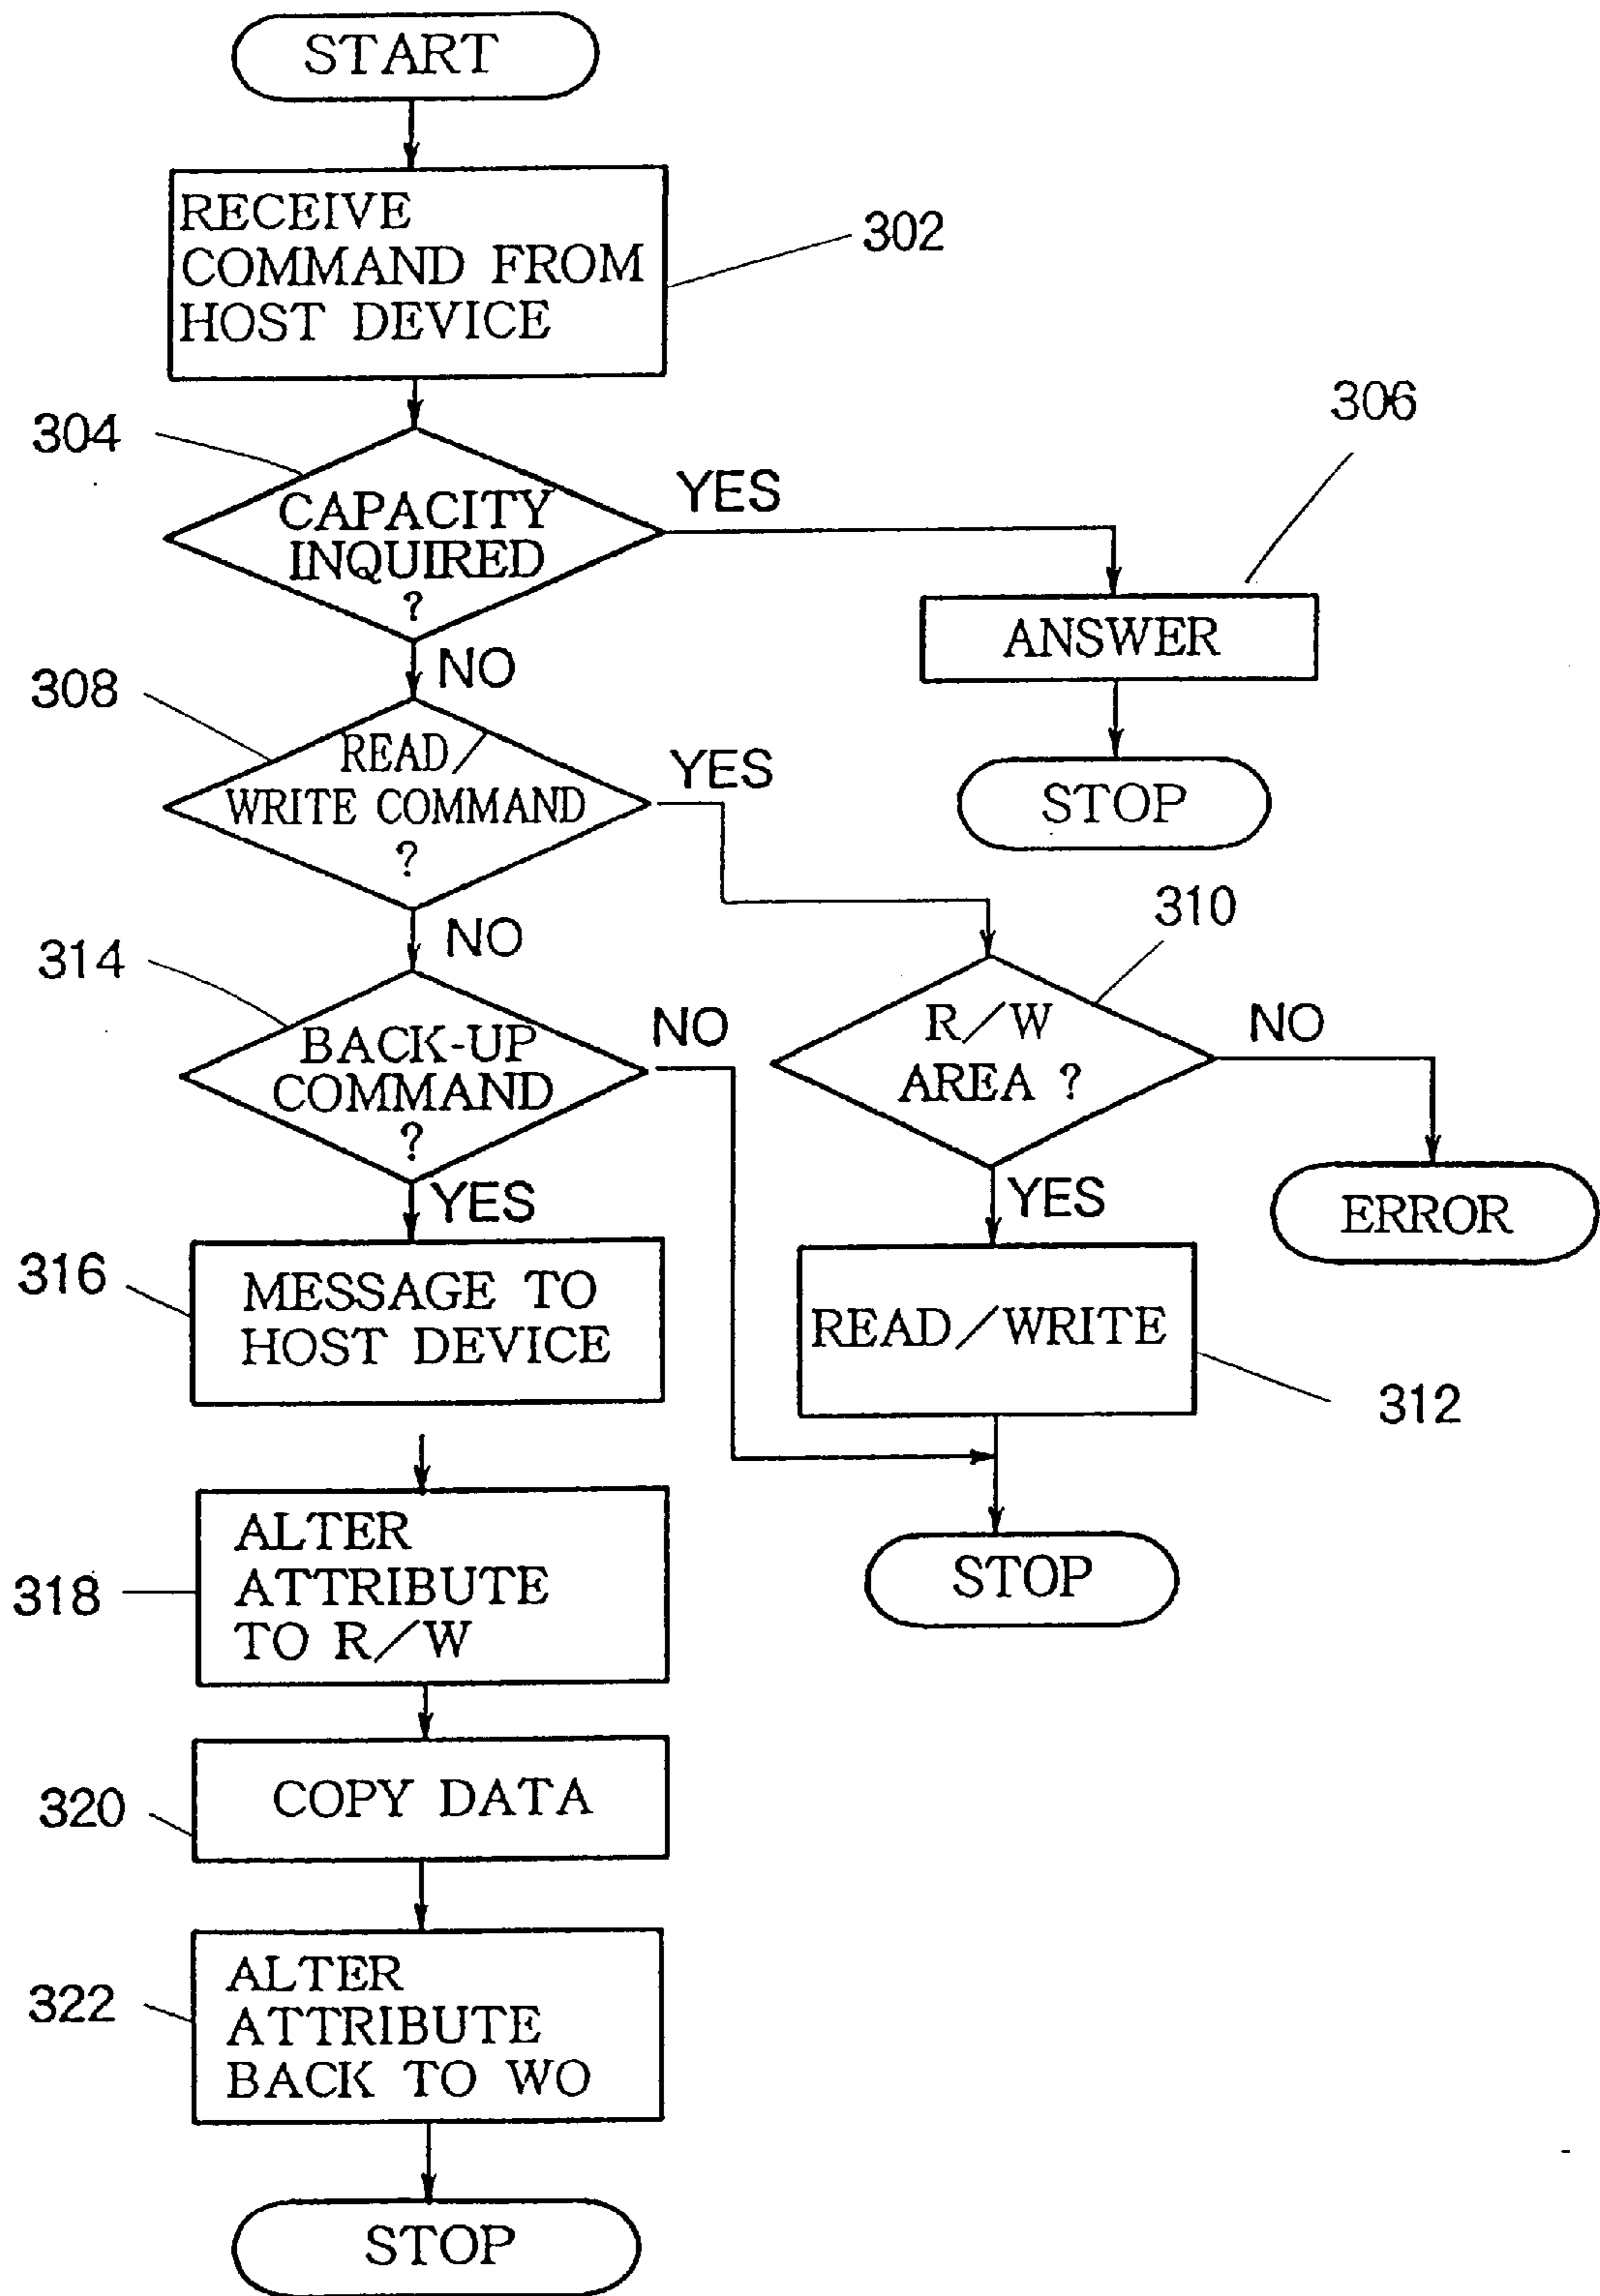 START
RECEIVE
COMMAND FROM
HOST DEVICE
302
304
CAPACITY
INQUIRED
?
YES
306
ANSWER
STOP
NO
308
READ/
WRITE COMMAND
?
YES
NO
310
R/W
AREA ?
NO
ERROR
YES
READ/WRITE
312
STOP
314
BACK-UP
COMMAND
?
NO
YES
316
MESSAGE TO
HOST DEVICE
318
ALTER
ATTRIBUTE
TO R/W
320
COPY DATA
322
ALTER
ATTRIBUTE
BACK TO WO
STOP